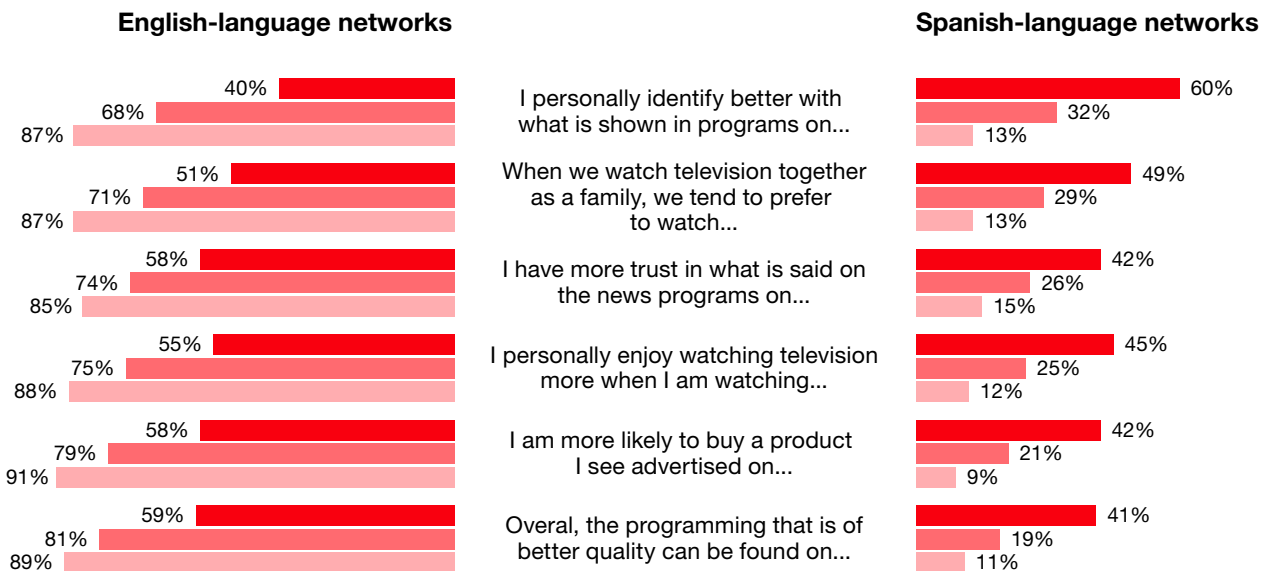 English-language networks
Spanish-language networks
40%
68%
87%
I personally identify better with
what is shown in programs on...
60%
32%
13%
51%
71%
87%
When we watch television together
as a family, we tend to prefer
to watch...
49%
29%
13%
58%
74%
85%
I have more trust in what is said on
the news programs on...
42%
26%
15%
55%
75%
88%
I personally enjoy watching television
more when I am watching...
45%
25%
12%
58%
79%
91%
I am more likely to buy a product
I see advertised on...
42%
21%
9%
59%
81%
89%
Overal, the programming that is of
better quality can be found on...
41%
19%
11%